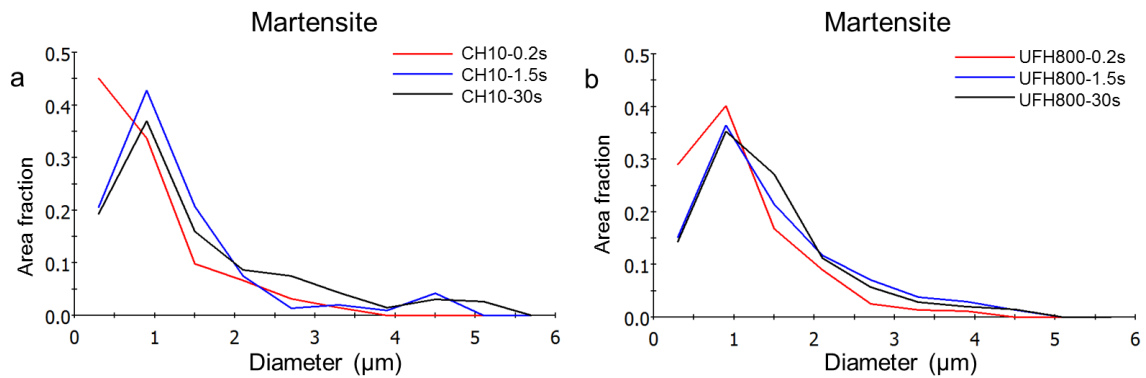 Martensite
a
CH10-0.2s
CH10-1.5s
CH10-30s
0.5
0.4
0.3
0.2
0.1
0.0
Area fraction
0 1 2 3 4 5 6
Diameter (μm)
Martensite
b
UFH800-0.2s
UFH800-1.5s
UFH800-30s
0.5
0.4
0.3
0.2
0.1
0.0
Area fraction
0 1 2 3 4 5 6
Diameter (μm)